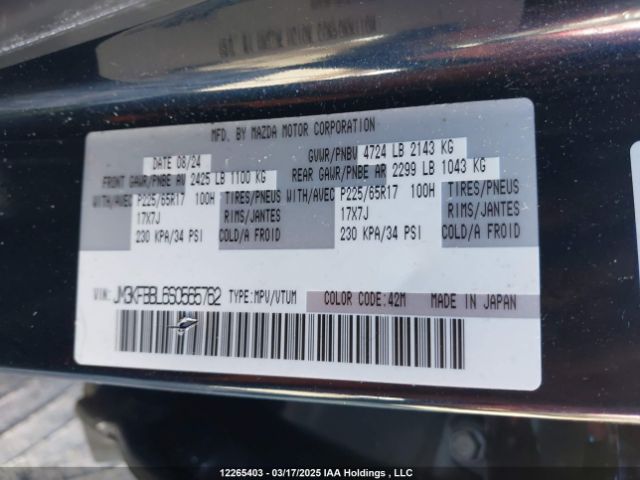 MFD. BY MAZDA MOTOR CORPORATION
DATE 08/24 GVWR/PNBV 4724 LB 2143 KG
FRONT GAWR/PNBE AV 2425 LB 1100 KG REAR GAWR/PNBE AR 2299 LB 1043 KG
WITH/AVEC P225/65R17 100H TIRES/PNEUS WITH/AVEC P225/65R17 100H TIRES/PNEUS
17X7J RIMS/JANTES 17X7J RIMS/JANTES
230 KPA/34 PSI COLD/A FROID 230 KPA/34 PSI COLD/A FROID
VIN: JM3KFBBL6S0565762 TYPE:MPV/VTUM COLOR CODE:42M MADE IN JAPAN
12265403 - 03/17/2025 IAA Holdings , LLC